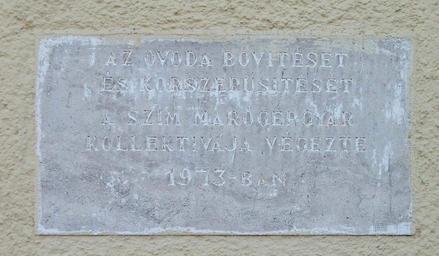 AZ ÓVODA BŐVÍTÉSÉT
ÉS KORSZERŰSÍTÉSÉT
A SZIM MARÓGÉPGYÁR
KOLLEKTÍVÁJA VÉGEZTE
1973-BAN